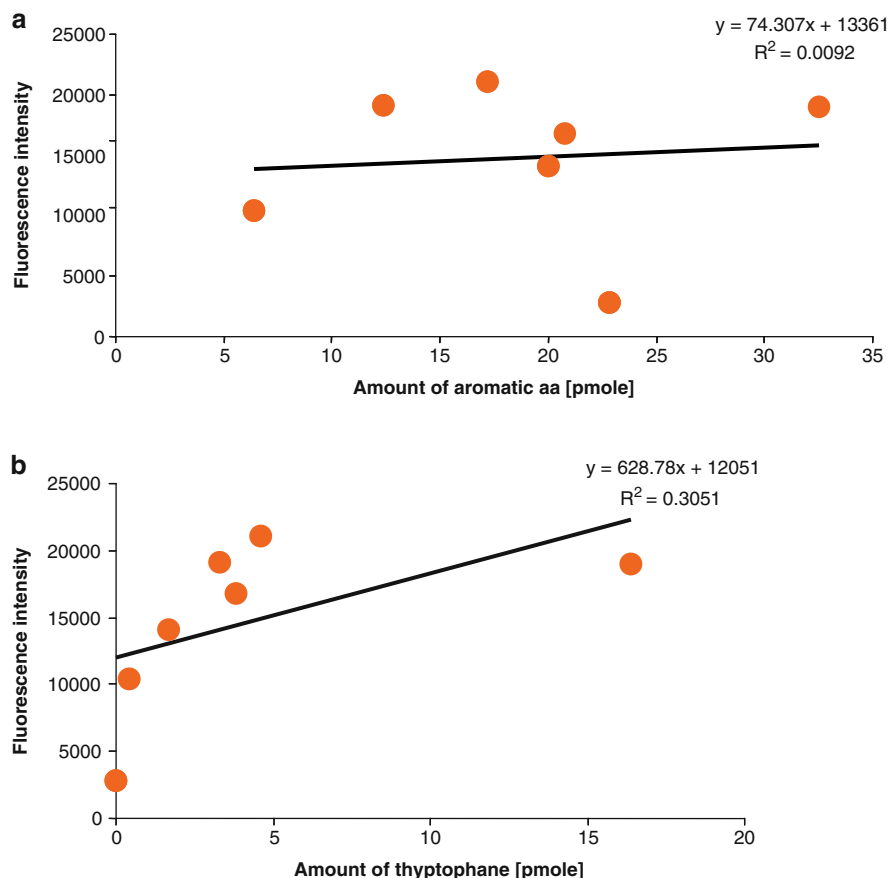 a
y = 74.307x + 13361
R² = 0.0092
Fluorescence intensity
25000
20000
15000
10000
5000
0
0 5 10 15 20 25 30 35
Amount of aromatic aa [pmole]
b
y = 628.78x + 12051
R² = 0.3051
Fluorescence intensity
25000
20000
15000
10000
5000
0
0 5 10 15 20
Amount of thyptophane [pmole]